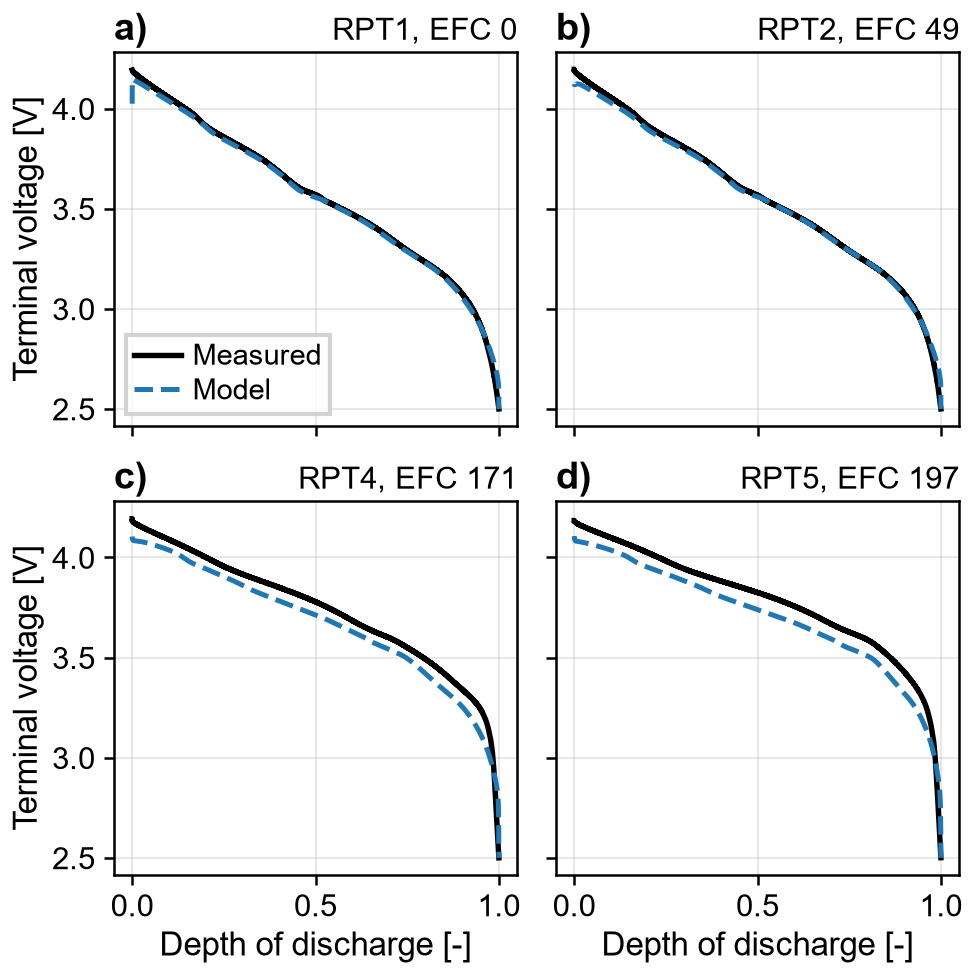 a) RPT1, EFC 0
b) RPT2, EFC 49
Terminal voltage [V]
4.0
3.5
3.0
2.5
Measured
Model
c) RPT4, EFC 171
d) RPT5, EFC 197
Terminal voltage [V]
4.0
3.5
3.0
2.5
0.0 0.5 1.0
0.0 0.5 1.0
Depth of discharge [-]
Depth of discharge [-]